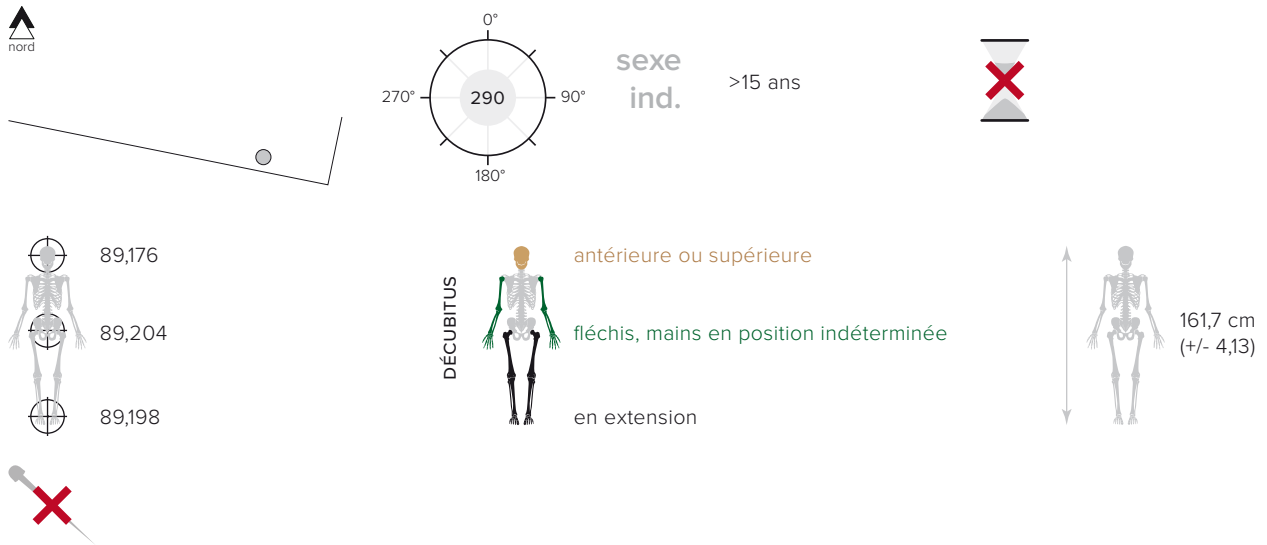 nord
0°
270°
290
90°
180°
sexe
ind.
>15 ans
89,176
89,204
89,198
DÉCUBITUS
antérieure ou supérieure
fléchis, mains en position indéterminée
en extension
161,7 cm
(+/- 4,13)